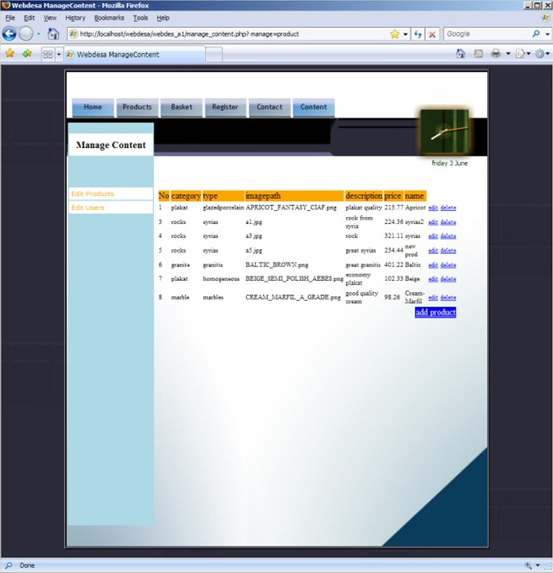 Webdesa ManageContent - Mozilla Firefox
File Edit View History Bookmarks Tools Help
http://localhost/webdesa/webdes_a1/manage_content.php?manage=product
Google
Webdesa ManageContent
Home Products Basket Register Contact Content
friday 3 June
Manage Content
Edit Products
Edit Users
No category type imagepath description price name
1 plakat glazedporcelain APRICOT_FANTASY_CIAF.png plakat quality 213.77 Apricot edit delete
3 rocks syrias a1.jpg rock from syria 224.56 syrias2 edit delete
4 rocks syrias a3.jpg rock 321.11 syrias edit delete
5 rocks syrias a5.jpg great syrias 234.44 nev prod edit delete
6 granite granitis BALTIC_BROWN.png great granitis 401.22 Baltic edit delete
7 plakat homogeneous BEIGE_SEMI_POLISH_AEBE8.png economy plakat 102.33 Beige edit delete
8 marble marbles CREAM_MARFIL_A_GRADE.png good quality cream 98.26 Cream-Marfil edit delete
add product
Done